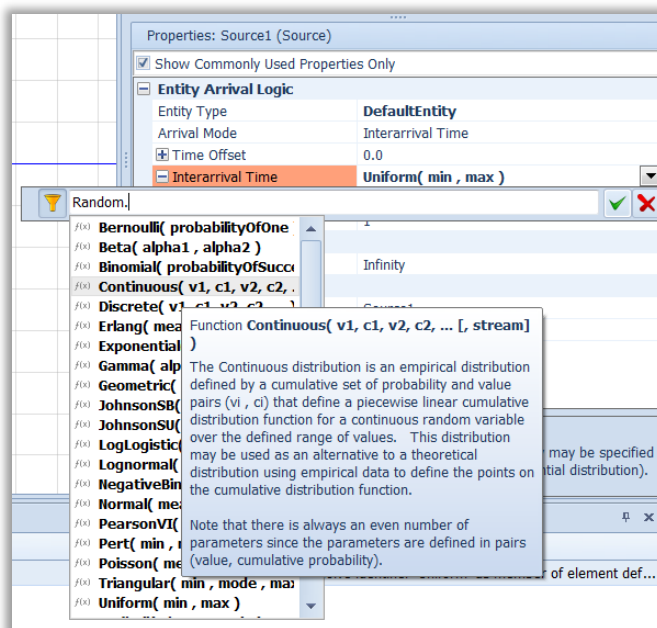 Properties: Source1 (Source)
Show Commonly Used Properties Only
Entity Arrival Logic
Entity Type DefaultEntity
Arrival Mode Interarrival Time
Time Offset 0.0
Interarrival Time Uniform( min , max )
Random.
f(x) Bernoulli( probabilityOfOne
f(x) Beta( alpha1 , alpha2 )
f(x) Binomial( probabilityOfSucc
Infinity
f(x) Continuous( v1, c1, v2, c2, .
f(x) Discrete( v1, c1, v2, c2,
Function Continuous( v1, c1, v2, c2, ... [, stream]
)
The Continuous distribution is an empirical distribution
defined by a cumulative set of probability and value
pairs (vi , ci) that define a piecewise linear cumulative
distribution function for a continuous random variable
over the defined range of values. This distribution
may be used as an alternative to a theoretical
distribution using empirical data to define the points on
the cumulative distribution function.
Note that there is always an even number of
parameters since the parameters are defined in pairs
(value, cumulative probability).
f(x) Erlang( mea
f(x) Exponential
f(x) Gamma( alp
f(x) Geometric(
f(x) JohnsonSB(
f(x) JohnsonSU(
f(x) LogLogistic(
f(x) Lognormal(
f(x) NegativeBin
f(x) Normal( mea
f(x) PearsonVI(
f(x) Pert( min , m
f(x) Poisson( me
f(x) Triangular( min , mode , max
f(x) Uniform( min , max )
may be specified
ntial distribution).
of element def...